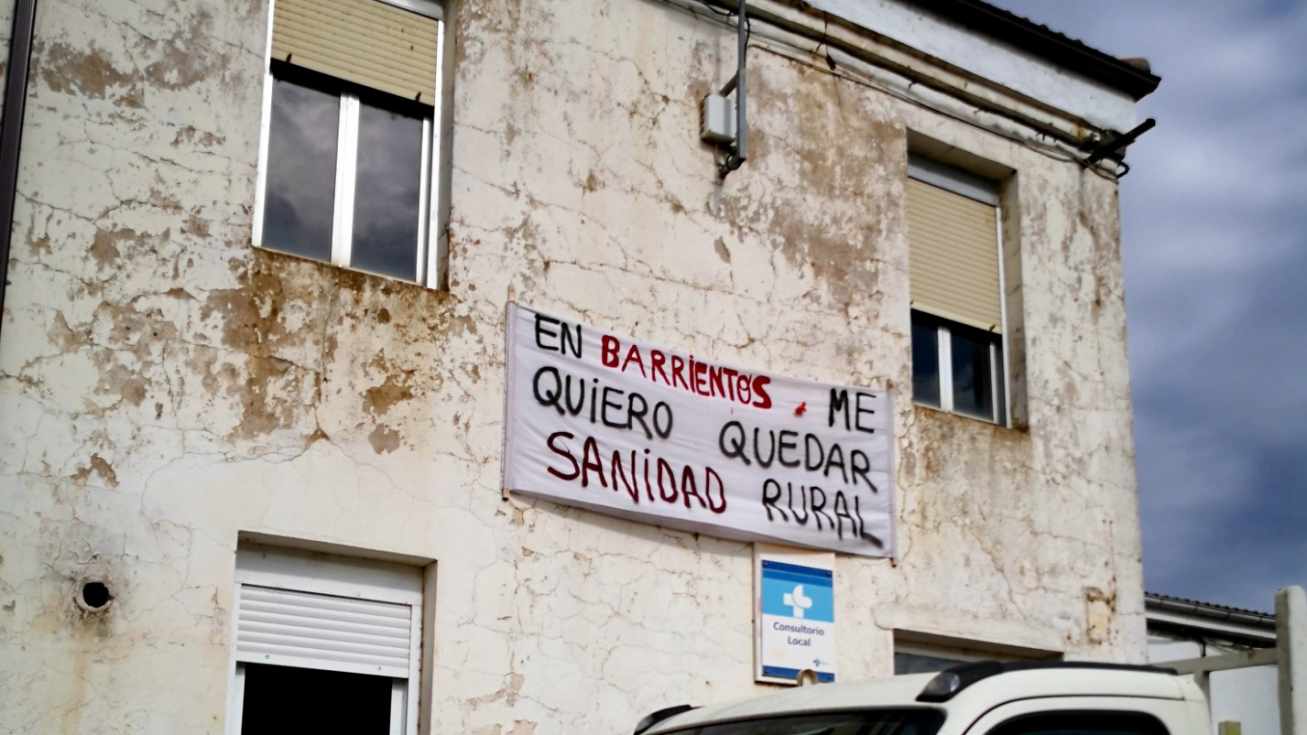 EN BARRIENTOS. ME
QUIERO QUEDAR
SANIDAD RURAL
Consultorio
Local